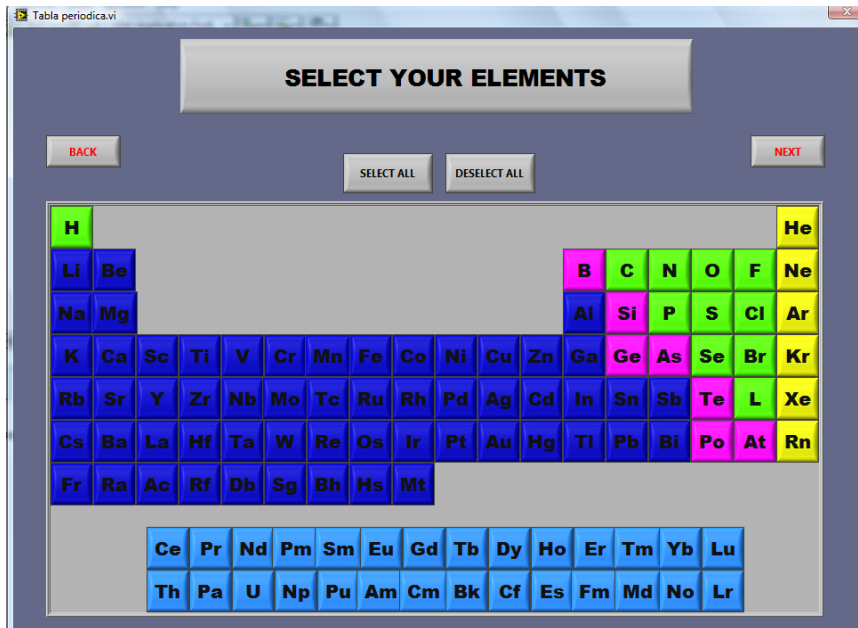 Tabla periodica.vi
SELECT YOUR ELEMENTS
BACK
NEXT
SELECT ALL DESELECT ALL
H He
Li Be B C N O F Ne
Na Mg Al Si P S Cl Ar
K Ca Sc Ti V Cr Mn Fe Co Ni Cu Zn Ga Ge As Se Br Kr
Rb Sr Y Zr Nb Mo Tc Ru Rh Pd Ag Cd In Sn Sb Te L Xe
Cs Ba La Hf Ta W Re Os Ir Pt Au Hg Tl Pb Bi Po At Rn
Fr Ra Ac Rf Db Sg Bh Hs Mt
Ce Pr Nd Pm Sm Eu Gd Tb Dy Ho Er Tm Yb Lu
Th Pa U Np Pu Am Cm Bk Cf Es Fm Md No Lr